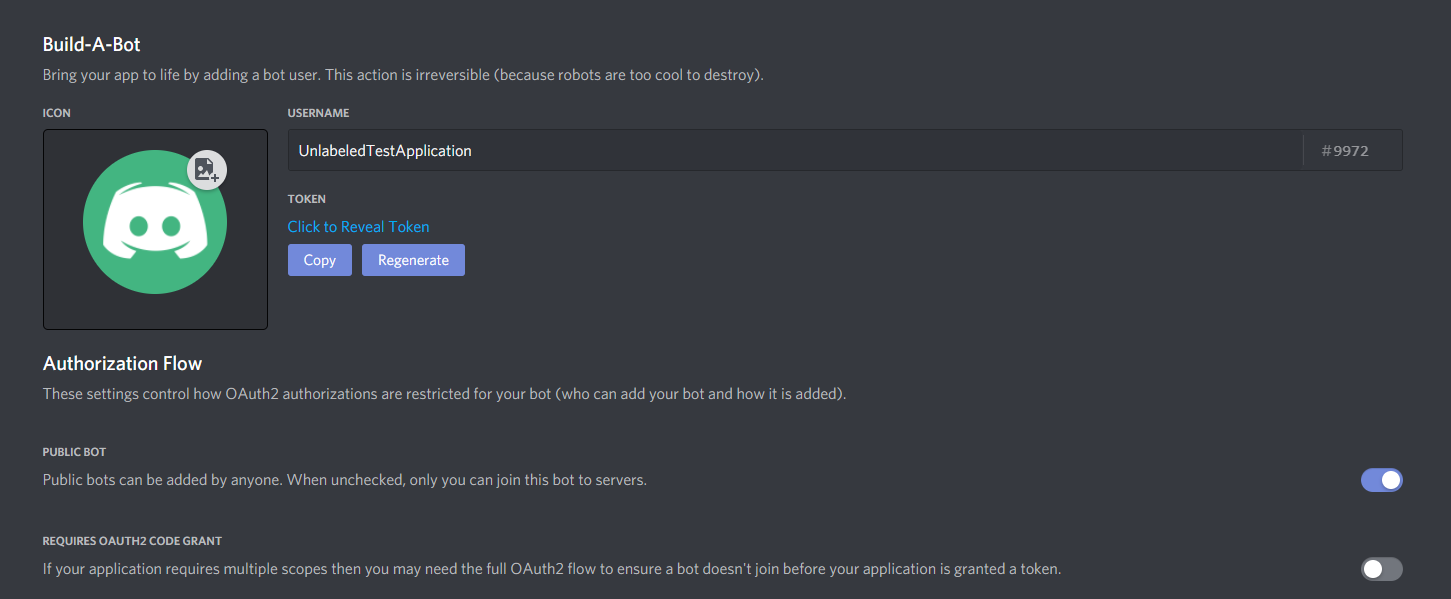 Build-A-Bot
Bring your app to life by adding a bot user. This action is irreversible (because robots are too cool to destroy).
ICON
USERNAME
UnlabeledTestApplication
#9972
TOKEN
Click to Reveal Token
Copy
Regenerate
Authorization Flow
These settings control how OAuth2 authorizations are restricted for your bot (who can add your bot and how it is added).
PUBLIC BOT
Public bots can be added by anyone. When unchecked, only you can join this bot to servers.
REQUIRES OAUTH2 CODE GRANT
If your application requires multiple scopes then you may need the full OAuth2 flow to ensure a bot doesn't join before your application is granted a token.